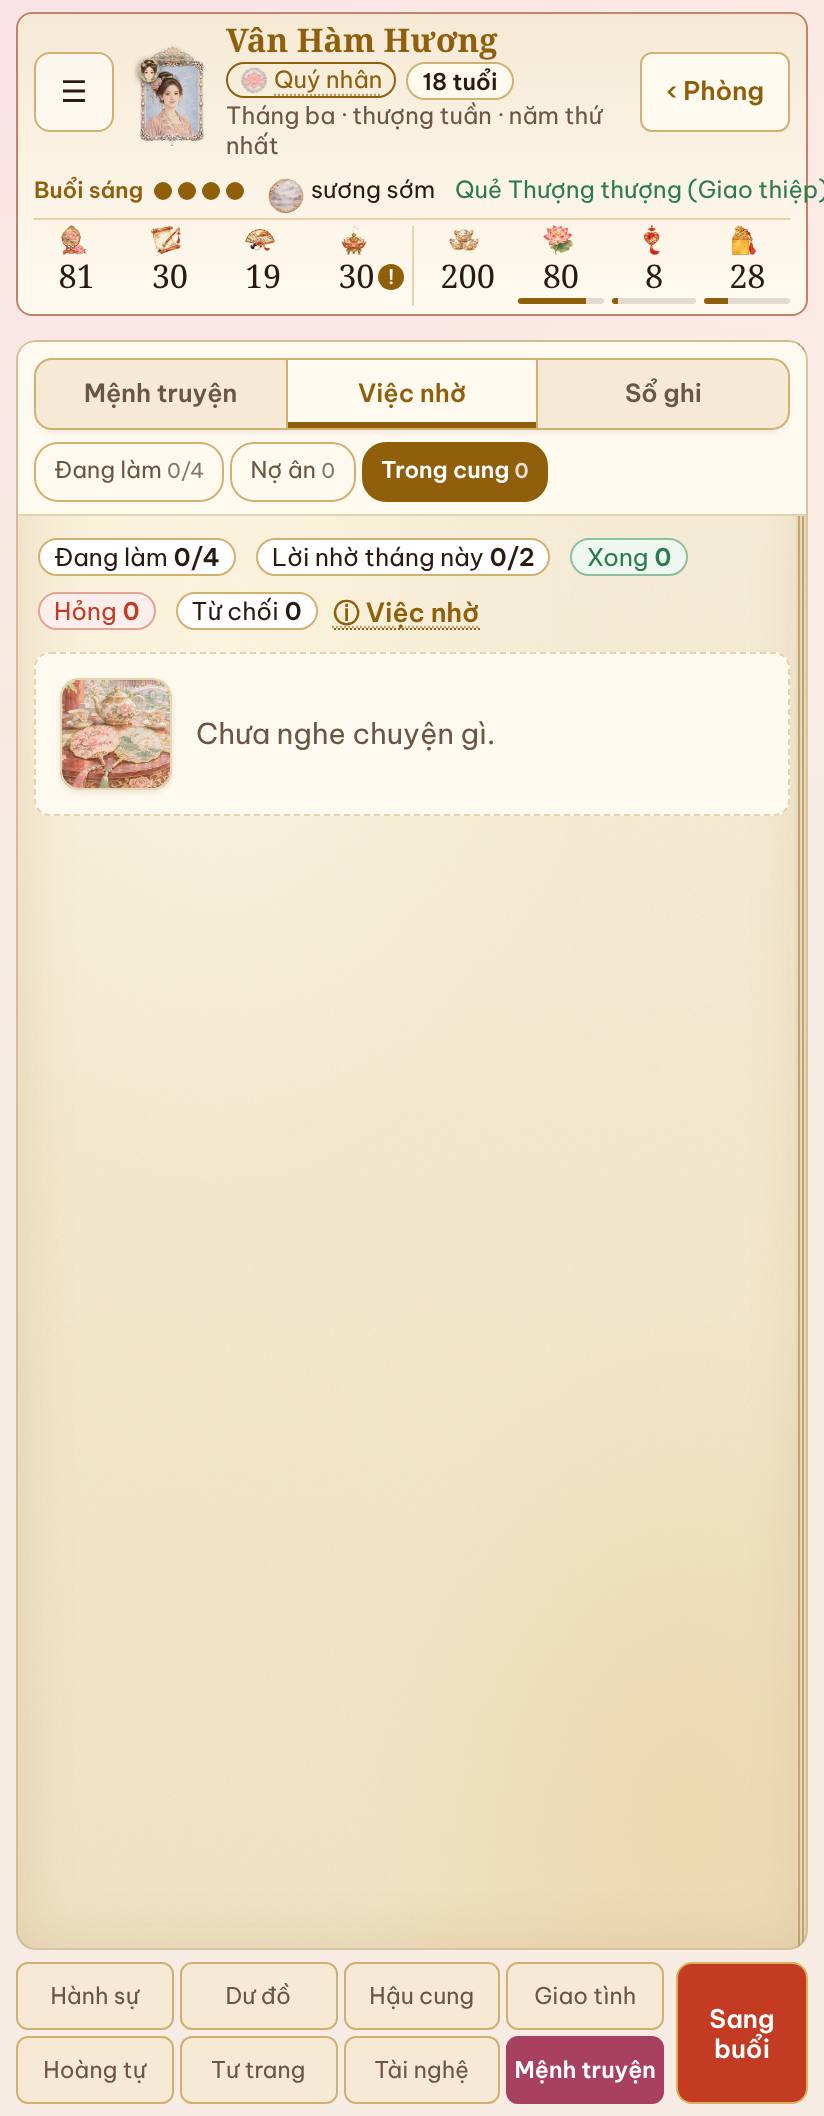 ☰
Vân Hàm Hương
Quý nhân 18 tuổi
Tháng ba · thượng tuần · năm thứ
nhất
‹ Phòng
Buổi sáng sương sớm Quẻ Thượng thượng (Giao thiệp)
81 30 19 30 ! 200 80 8 28
Mệnh truyện Việc nhờ Sổ ghi
Đang làm 0/4 Nợ ân 0 Trong cung 0
Đang làm 0/4 Lời nhờ tháng này 0/2 Xong 0
Hỏng 0 Từ chối 0 ⓘ Việc nhờ
Chưa nghe chuyện gì.
Hành sự Dư đồ Hậu cung Giao tình
Sang
buổi
Hoàng tự Tư trang Tài nghệ Mệnh truyện